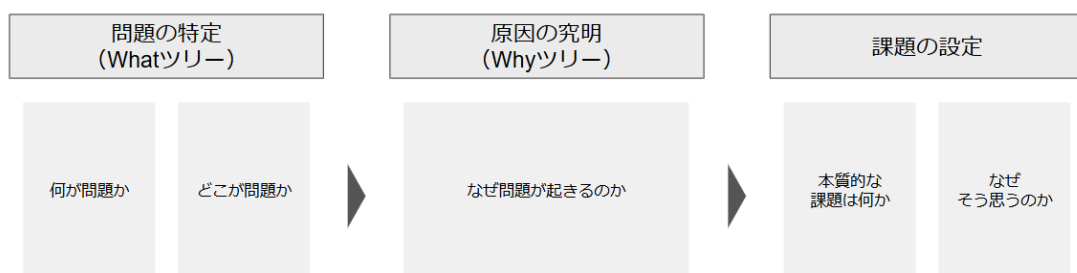 問題の特定
（Whatツリー）
原因の究明
（Whyツリー）
課題の設定
何が問題か
どこが問題か
なぜ問題が起きるのか
本質的な
課題は何か
なぜ
そう思うのか